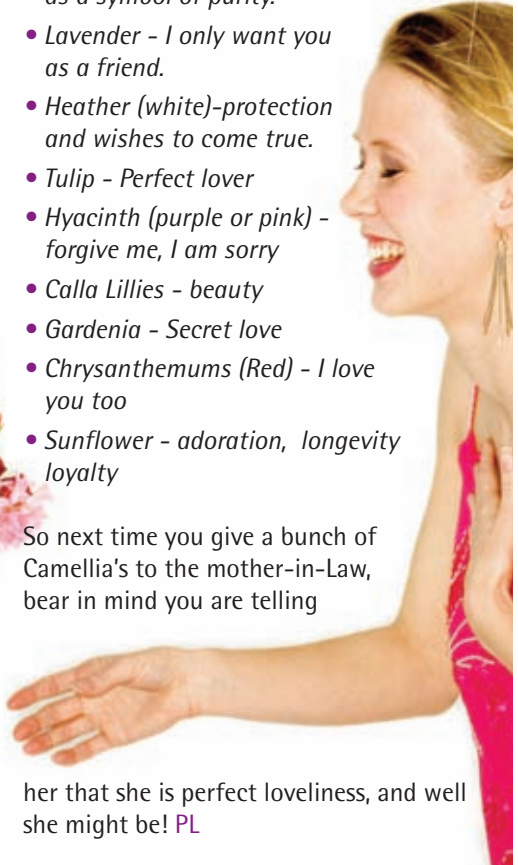 as a symbol of purity.
• Lavender - I only want you
as a friend.
• Heather (white)-protection
and wishes to come true.
• Tulip - Perfect lover
• Hyacinth (purple or pink) -
forgive me, I am sorry
• Calla Lillies - beauty
• Gardenia - Secret love
• Chrysanthemums (Red) - I love
you too
• Sunflower - adoration, longevity
loyalty
So next time you give a bunch of
Camellia's to the mother-in-Law,
bear in mind you are telling
her that she is perfect loveliness, and well
she might be! PL